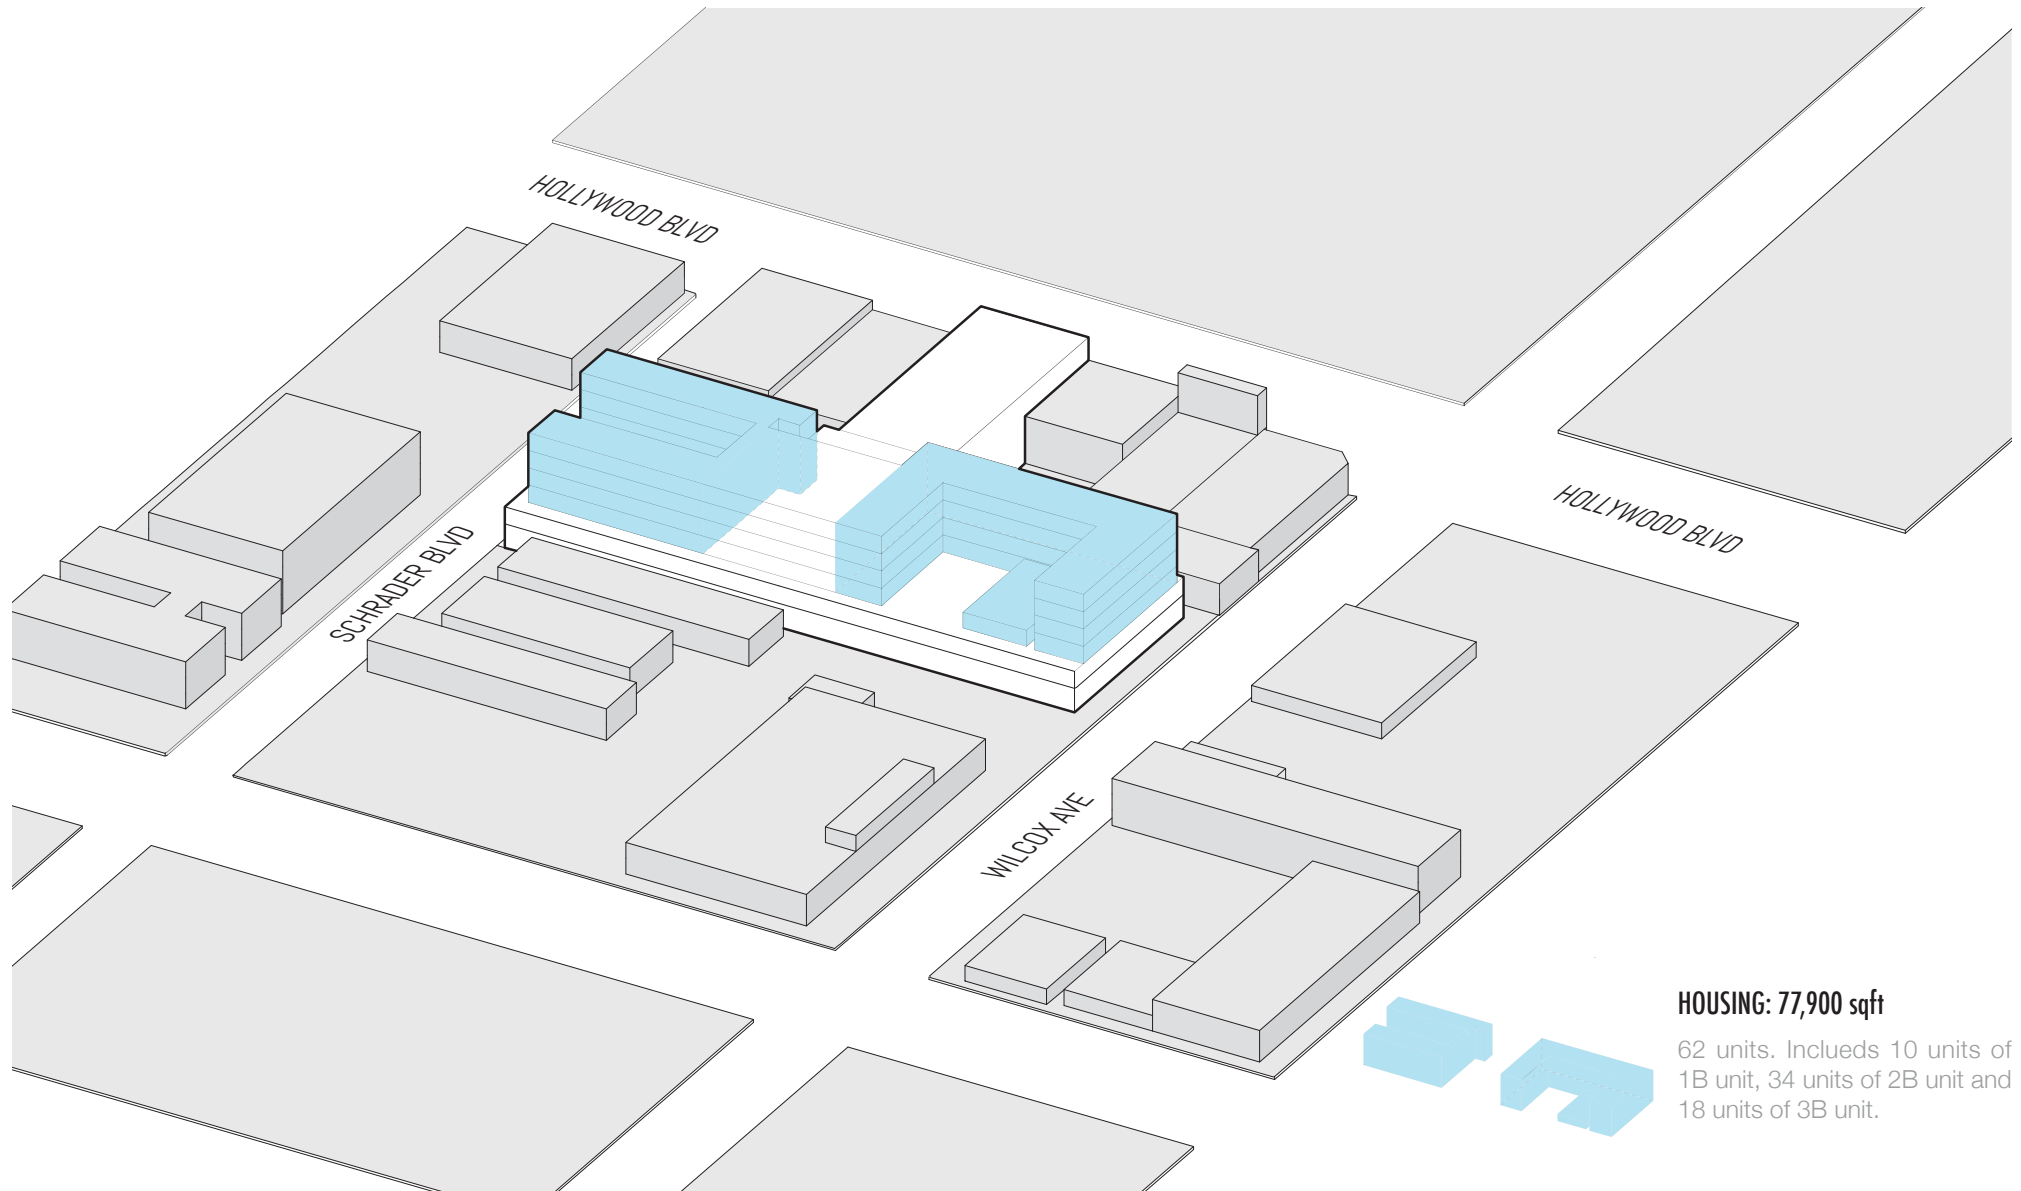 HOLLYWOOD BLVD
HOLLYWOOD BLVD
SCHRADER BLVD
WILCOX AVE
HOUSING: 77,900 sqft
62 units. Inclueds 10 units of
1B unit, 34 units of 2B unit and
18 units of 3B unit.